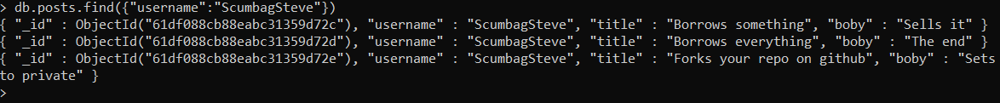 > db.posts.find({"username":"ScumbagSteve"})
{ "_id" : ObjectId("61df088cb88eabc31359d72c"), "username" : "ScumbagSteve", "title" : "Borrows something", "boby" : "Sells it" }
{ "_id" : ObjectId("61df088cb88eabc31359d72d"), "username" : "ScumbagSteve", "title" : "Borrows everything", "boby" : "The end" }
{ "_id" : ObjectId("61df088cb88eabc31359d72e"), "username" : "ScumbagSteve", "title" : "Forks your repo on github", "boby" : "Sets
to private" }
>